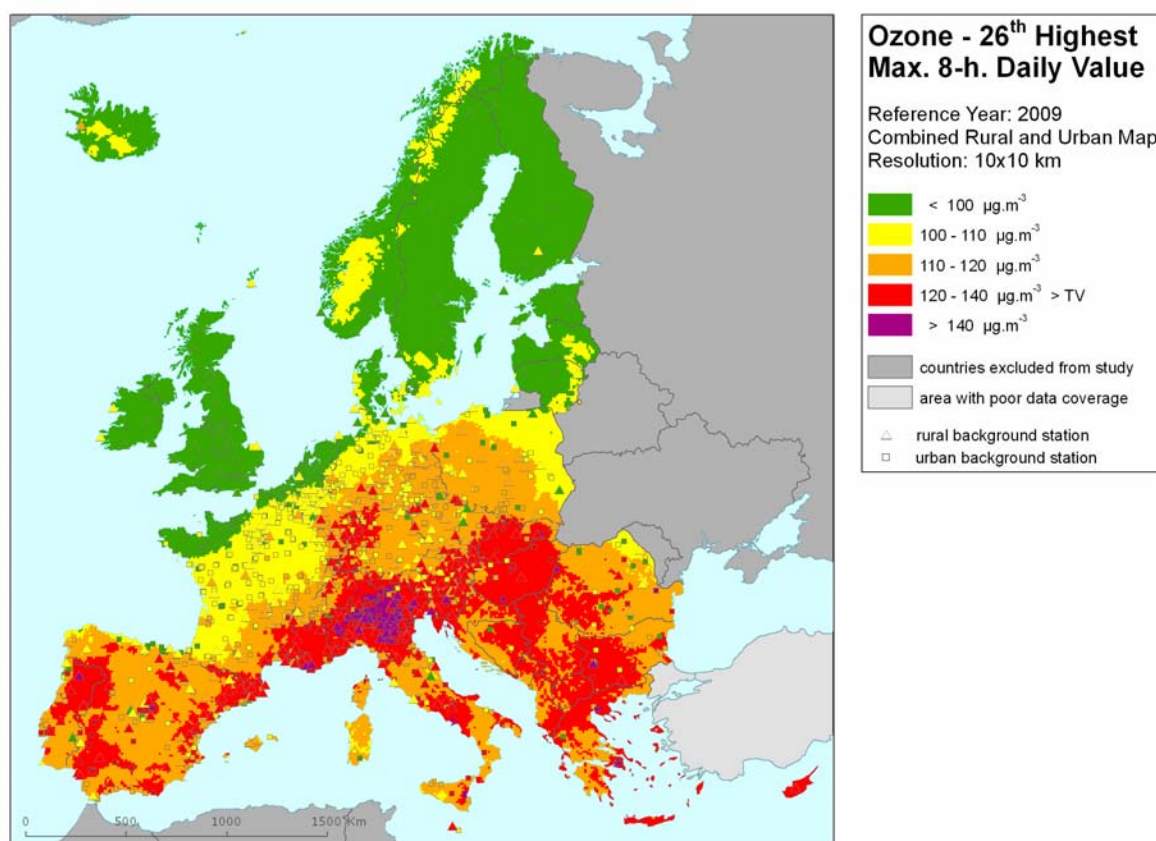 Ozone - 26th Highest
Max. 8-h. Daily Value
Reference Year: 2009
Combined Rural and Urban Map
Resolution: 10x10 km
< 100 µg.m-3
100 - 110 µg.m-3
110 - 120 µg.m-3
120 - 140 µg.m-3 > TV
> 140 µg.m-3
countries excluded from study
area with poor data coverage
rural background station
urban background station
0 500 1000 1500 Km